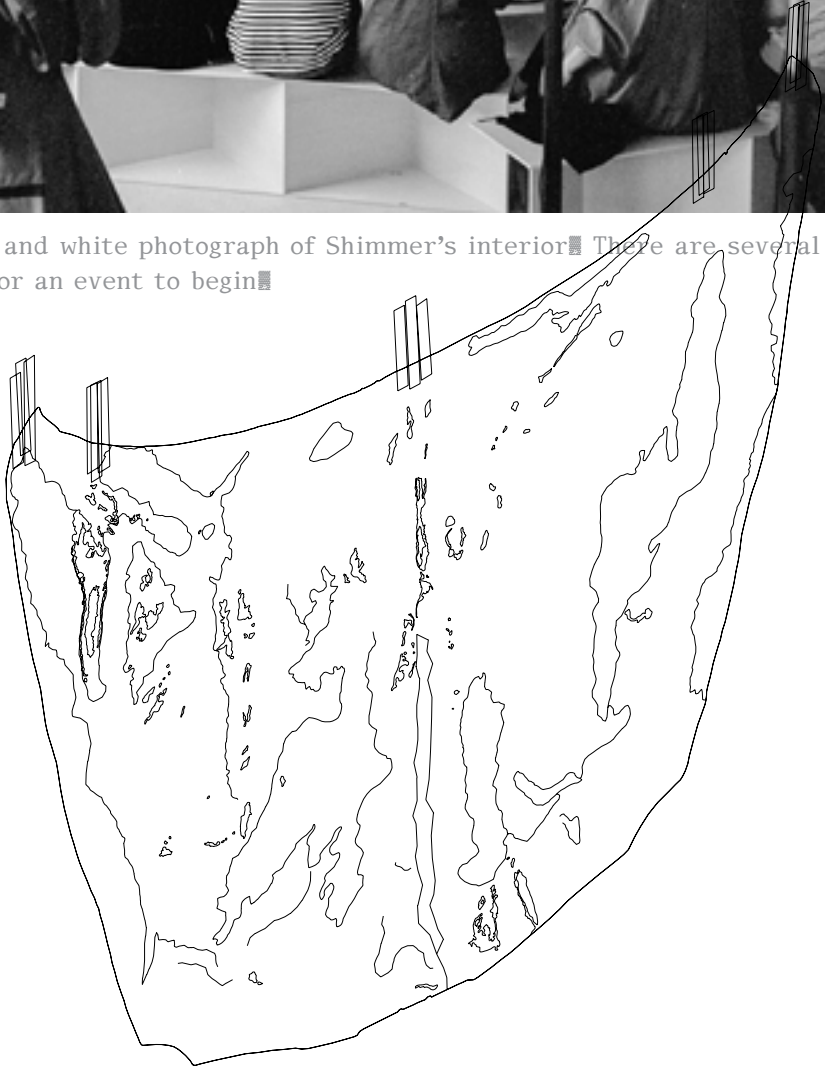 and white photograph of Shimmer’s interior▒ There are several
or an event to begin▒